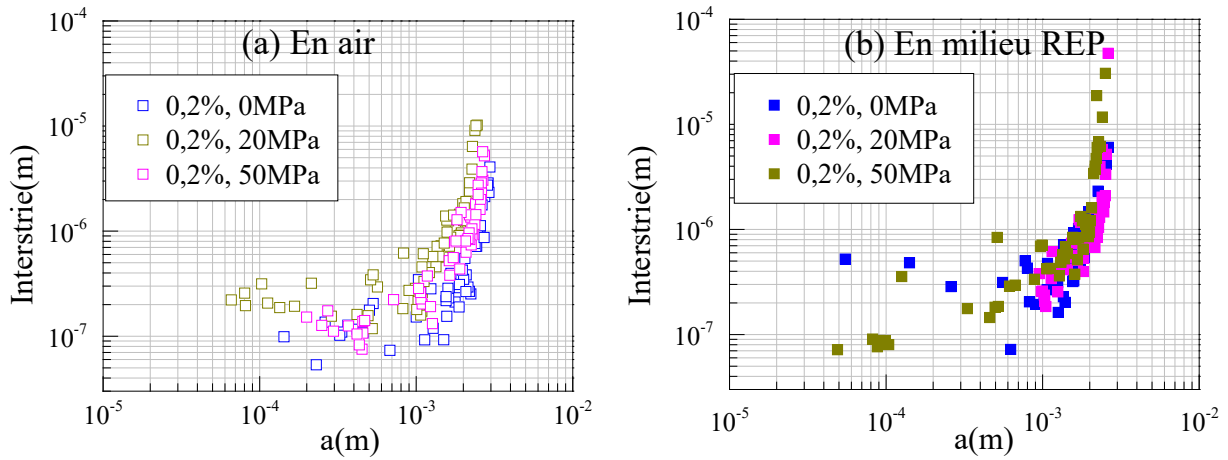 (a) En air
0,2%, 0MPa
0,2%, 20MPa
0,2%, 50MPa
Interstrie(m)
10^-4
10^-5
10^-6
10^-7
10^-5
10^-4
10^-3
10^-2
a(m)
(b) En milieu REP
0,2%, 0MPa
0,2%, 20MPa
0,2%, 50MPa
Interstrie(m)
10^-4
10^-5
10^-6
10^-7
10^-5
10^-4
10^-3
10^-2
a(m)